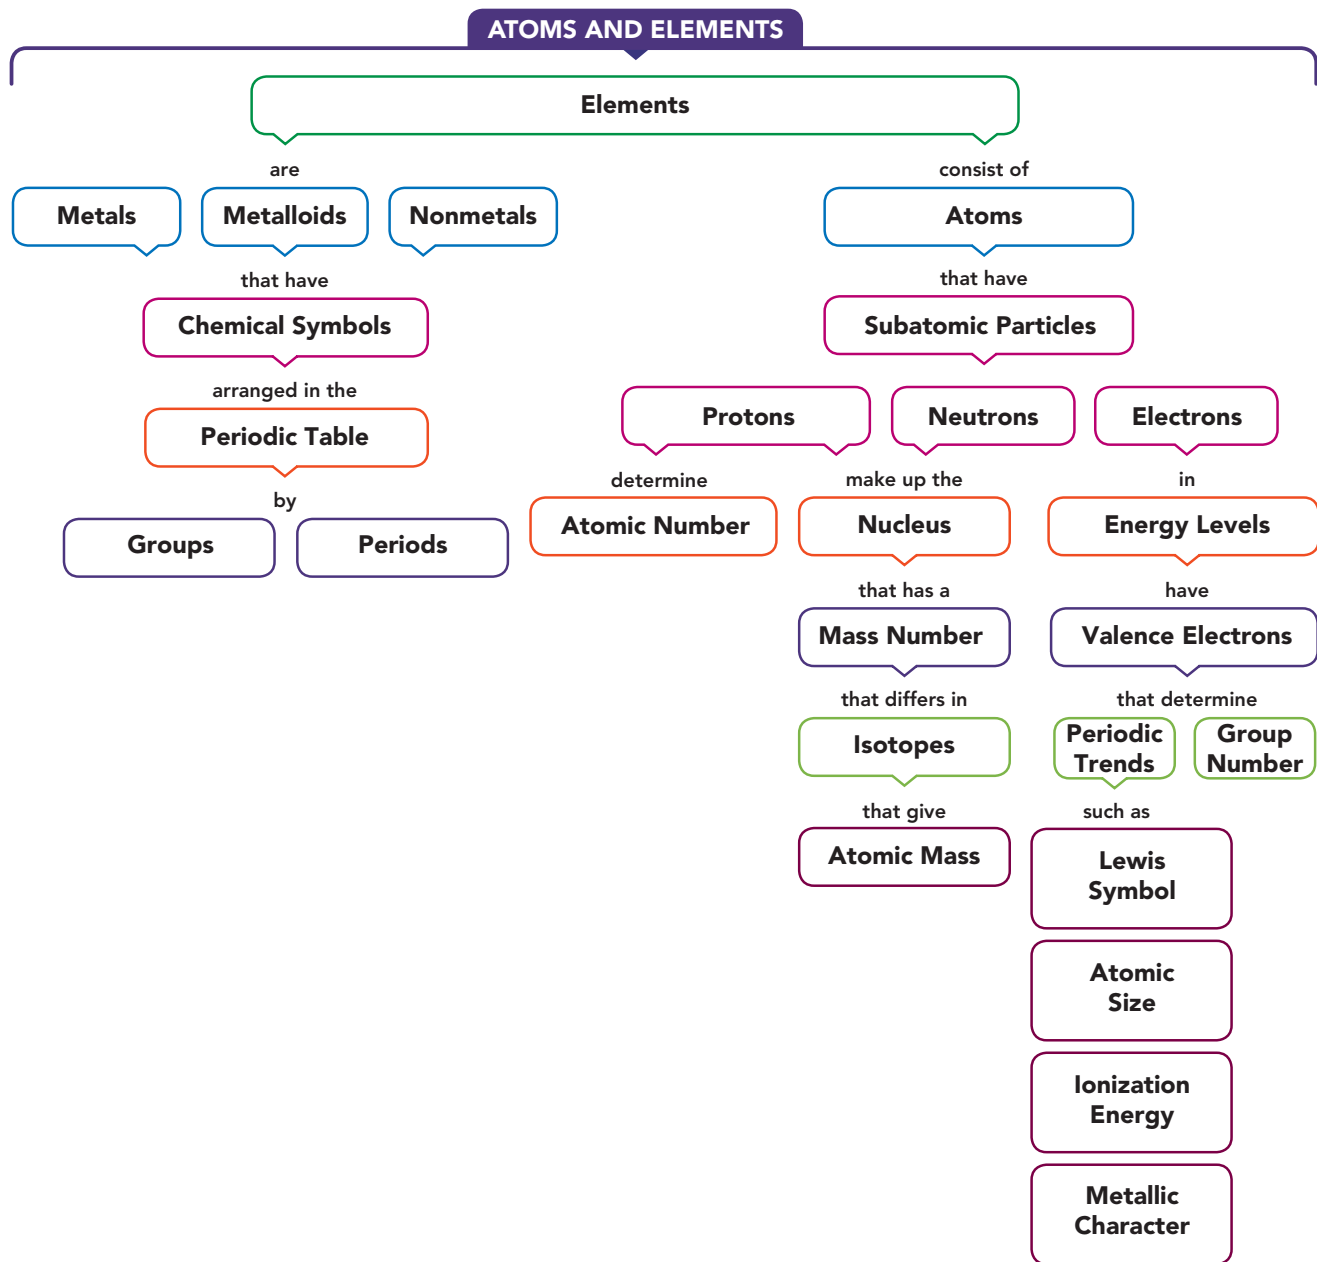 ATOMS AND ELEMENTS
Elements
are
consist of
Metals
Metalloids
Nonmetals
Atoms
that have
that have
Chemical Symbols
Subatomic Particles
arranged in the
Periodic Table
Protons
Neutrons
Electrons
by
determine
make up the
in
Groups
Periods
Atomic Number
Nucleus
Energy Levels
that has a
have
Mass Number
Valence Electrons
that differs in
that determine
Isotopes
Periodic
Trends
Group
Number
that give
such as
Atomic Mass
Lewis
Symbol
Atomic
Size
Ionization
Energy
Metallic
Character